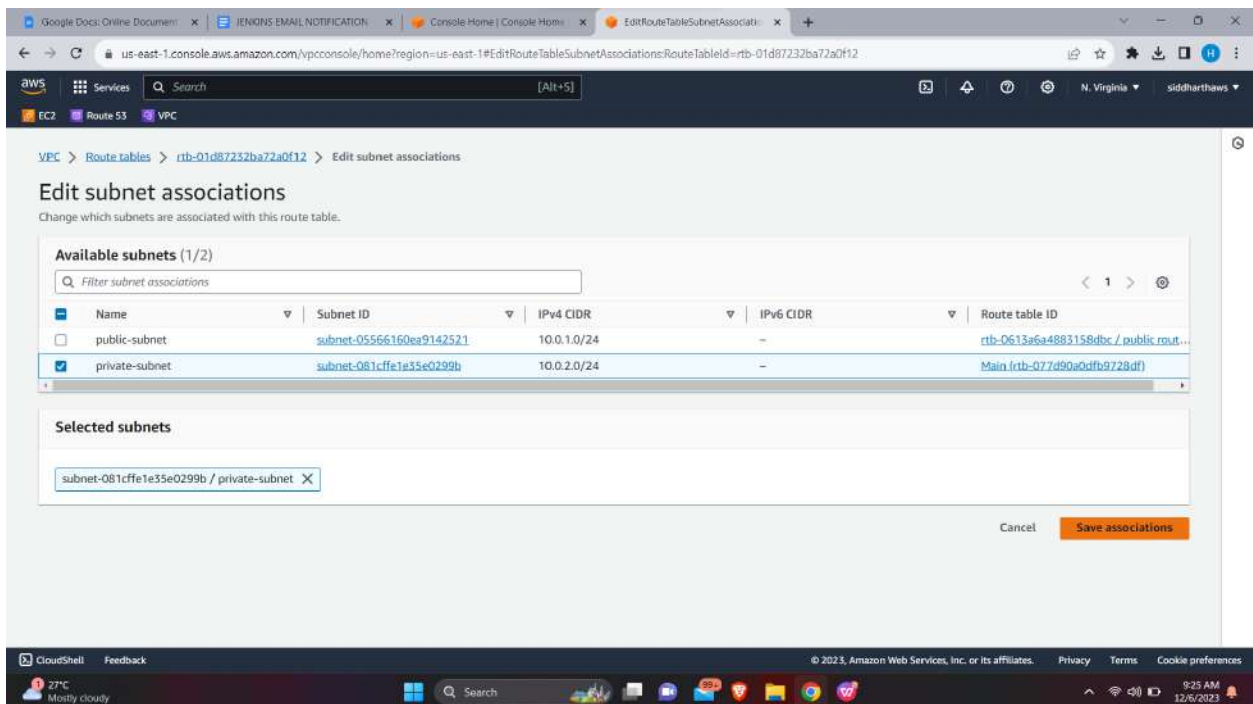 Google Docs: Online Document
JENKINS EMAIL NOTIFICATION
Console Home | Console Home
EditRouteTableSubnetAssociatio
us-east-1.console.aws.amazon.com/vpcconsole/home?region=us-east-1#EditRouteTableSubnetAssociations:RouteTableId=rtb-01d87232ba72a0f12
H
aws
Services
Search
[Alt+S]
N. Virginia
siddharthaws
EC2
Route 53
VPC
VPC > Route tables > rtb-01d87232ba72a0f12 > Edit subnet associations
Edit subnet associations
Change which subnets are associated with this route table.
Available subnets (1/2)
Filter subnet associations
1
Name Subnet ID IPv4 CIDR IPv6 CIDR Route table ID
public-subnet subnet-05566160ea9142521 10.0.1.0/24 – rtb-0613a6a4883158dbc / public rout...
private-subnet subnet-081cffe1e35e0299b 10.0.2.0/24 – Main (rtb-077d90a0dfb9728df)
Selected subnets
subnet-081cffe1e35e0299b / private-subnet
Cancel
Save associations
CloudShell Feedback
© 2023, Amazon Web Services, Inc. or its affiliates. Privacy Terms Cookie preferences
1
27°C
Mostly cloudy
Search
99+
9:25 AM
12/6/2023